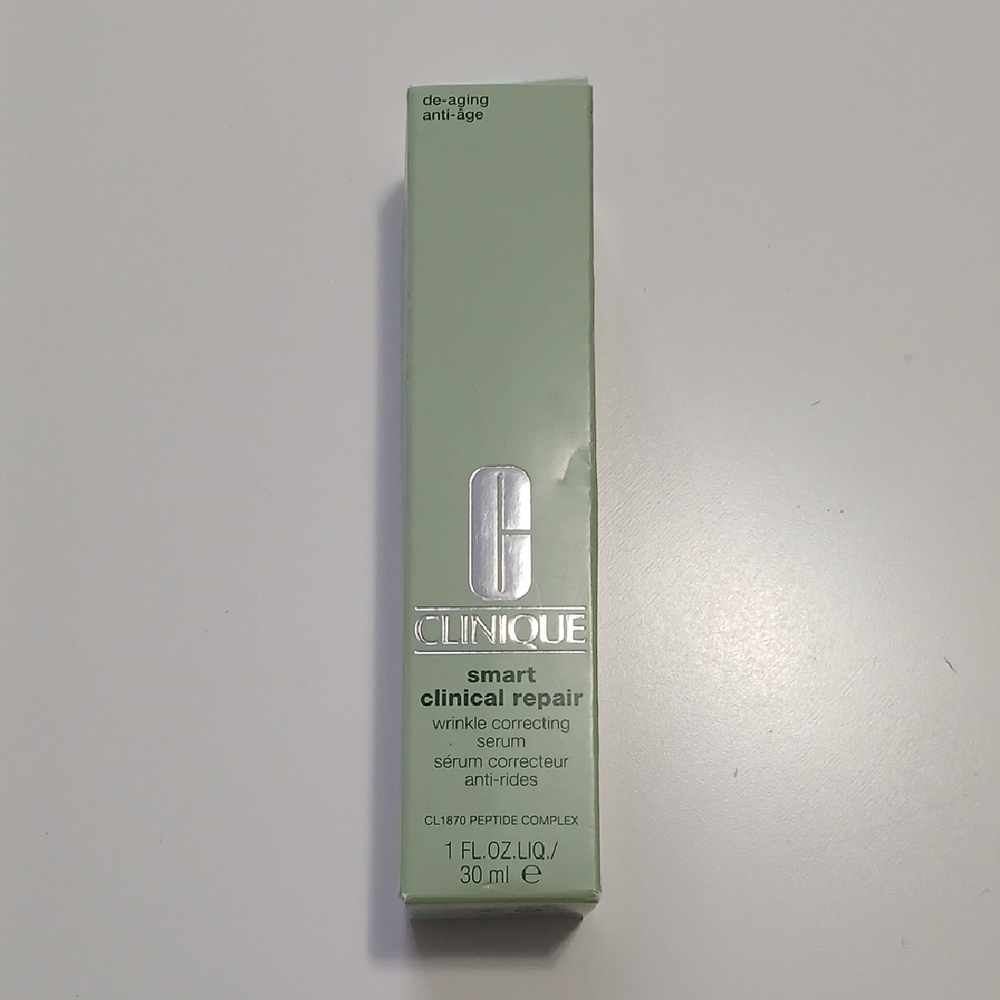 de-aging
anti-âge
CLINIQUE
smart
clinical repair
wrinkle correcting
serum
sérum correcteur
anti-rides
CL1870 PEPTIDE COMPLEX
1 FL.OZ.LIQ./
30 ml ℮